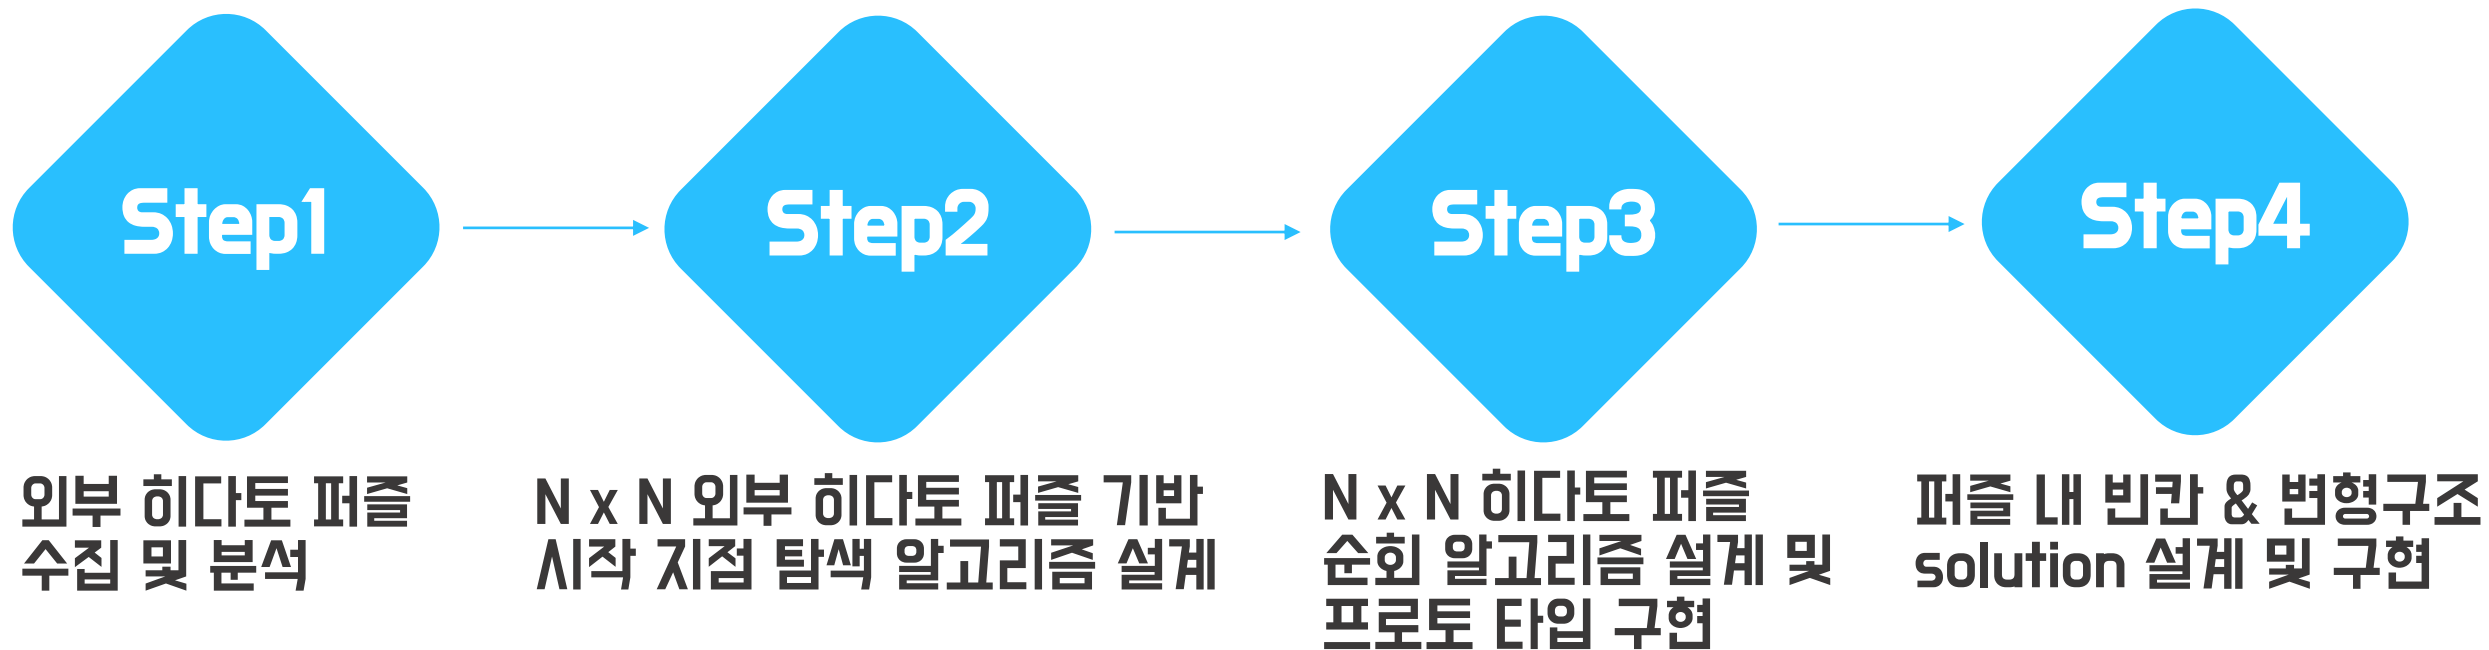 Step1
외부 히다토 퍼즐
수집 및 분석
Step2
N x N 외부 히다토 퍼즐 기반
시작 지점 탐색 알고리즘 설계
Step3
N x N 히다토 퍼즐
순회 알고리즘 설계 및
프로토 타입 구현
Step4
퍼즐 내 빈칸 & 변형구조
solution 설계 및 구현